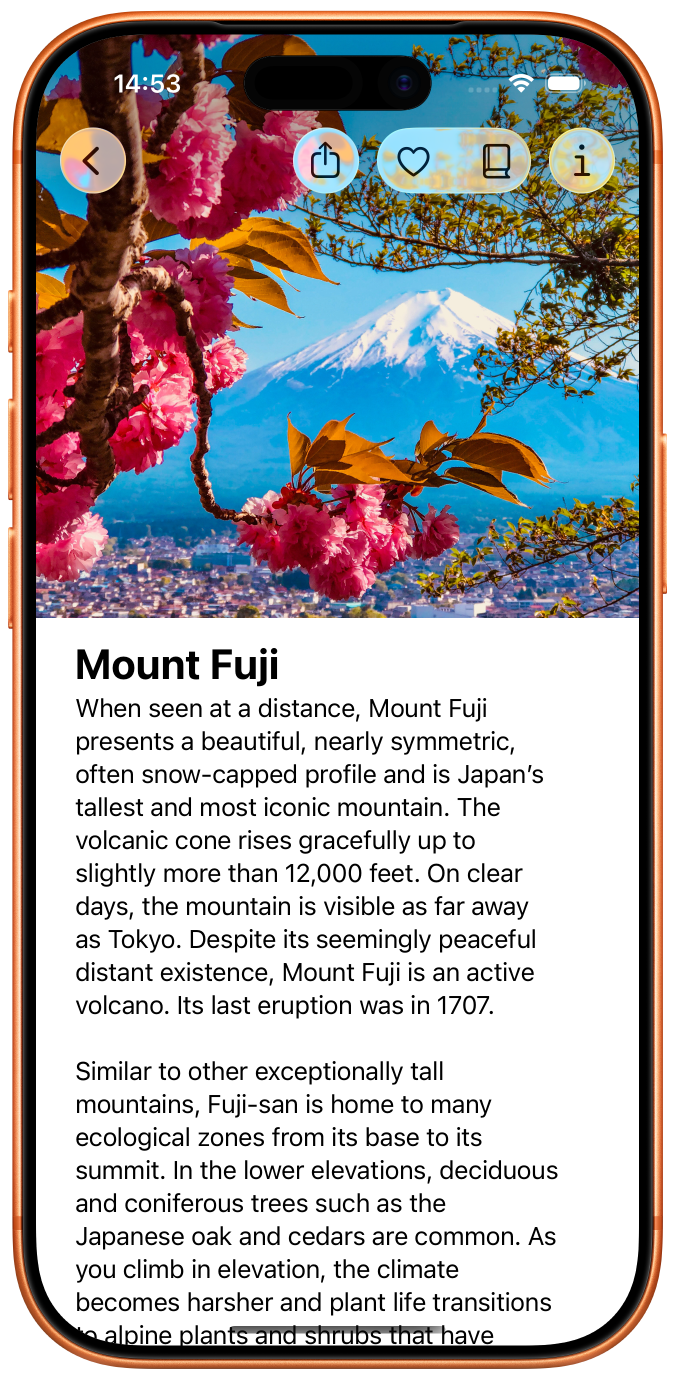 14:53
Mount Fuji
When seen at a distance, Mount Fuji
presents a beautiful, nearly symmetric,
often snow-capped profile and is Japan’s
tallest and most iconic mountain. The
volcanic cone rises gracefully up to
slightly more than 12,000 feet. On clear
days, the mountain is visible as far away
as Tokyo. Despite its seemingly peaceful
distant existence, Mount Fuji is an active
volcano. Its last eruption was in 1707.
Similar to other exceptionally tall
mountains, Fuji-san is home to many
ecological zones from its base to its
summit. In the lower elevations, deciduous
and coniferous trees such as the
Japanese oak and cedars are common. As
you climb in elevation, the climate
becomes harsher and plant life transitions
to alpine plants and shrubs that have